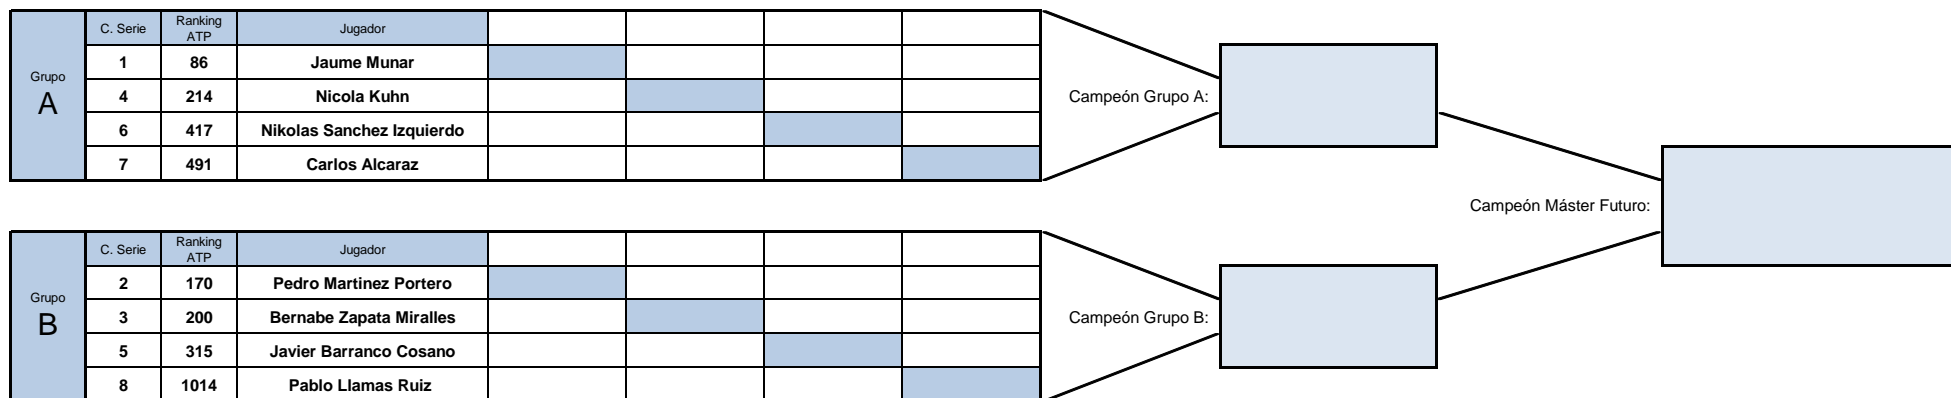 Grupo
A
C. Serie Ranking ATP Jugador
1 86 Jaume Munar
4 214 Nicola Kuhn
6 417 Nikolas Sanchez Izquierdo
7 491 Carlos Alcaraz
Campeón Grupo A:
Campeón Máster Futuro:
Grupo
B
C. Serie Ranking ATP Jugador
2 170 Pedro Martinez Portero
3 200 Bernabe Zapata Miralles
5 315 Javier Barranco Cosano
8 1014 Pablo Llamas Ruiz
Campeón Grupo B: